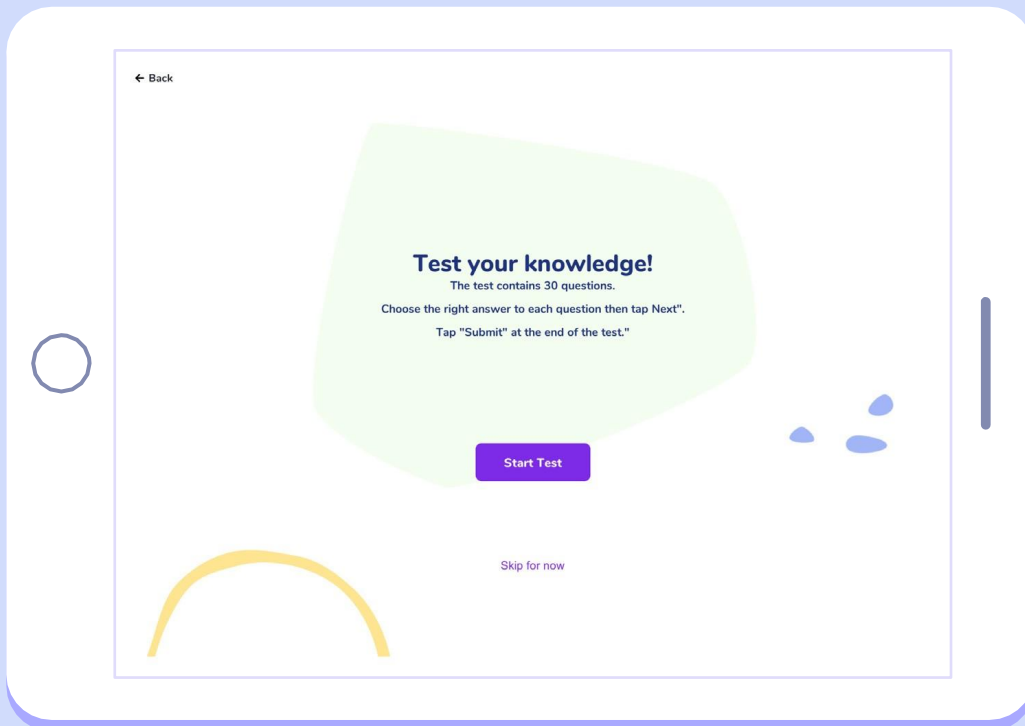 ← Back
Test your knowledge!
The test contains 30 questions.
Choose the right answer to each question then tap Next".
Tap "Submit" at the end of the test."
Start Test
Skip for now